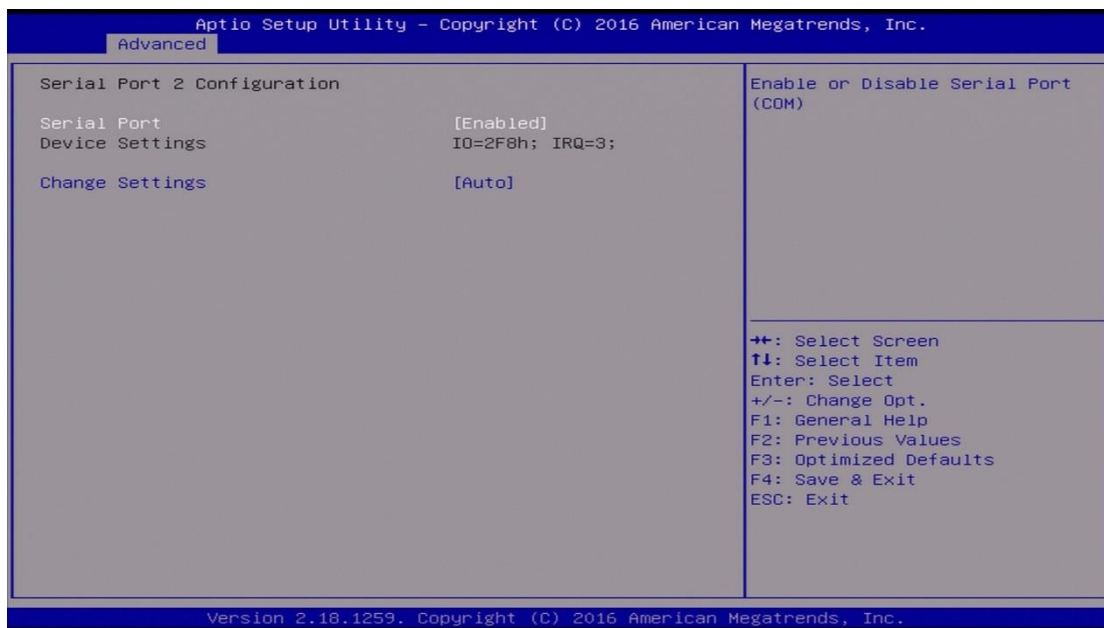 Aptio Setup Utility – Copyright (C) 2016 American Megatrends, Inc.
Advanced
Serial Port 2 Configuration
Serial Port [Enabled]
Device Settings IO=2F8h; IRQ=3;
Change Settings [Auto]
Enable or Disable Serial Port
(COM)
→←: Select Screen
↑↓: Select Item
Enter: Select
+/-: Change Opt.
F1: General Help
F2: Previous Values
F3: Optimized Defaults
F4: Save & Exit
ESC: Exit
Version 2.18.1259. Copyright (C) 2016 American Megatrends, Inc.